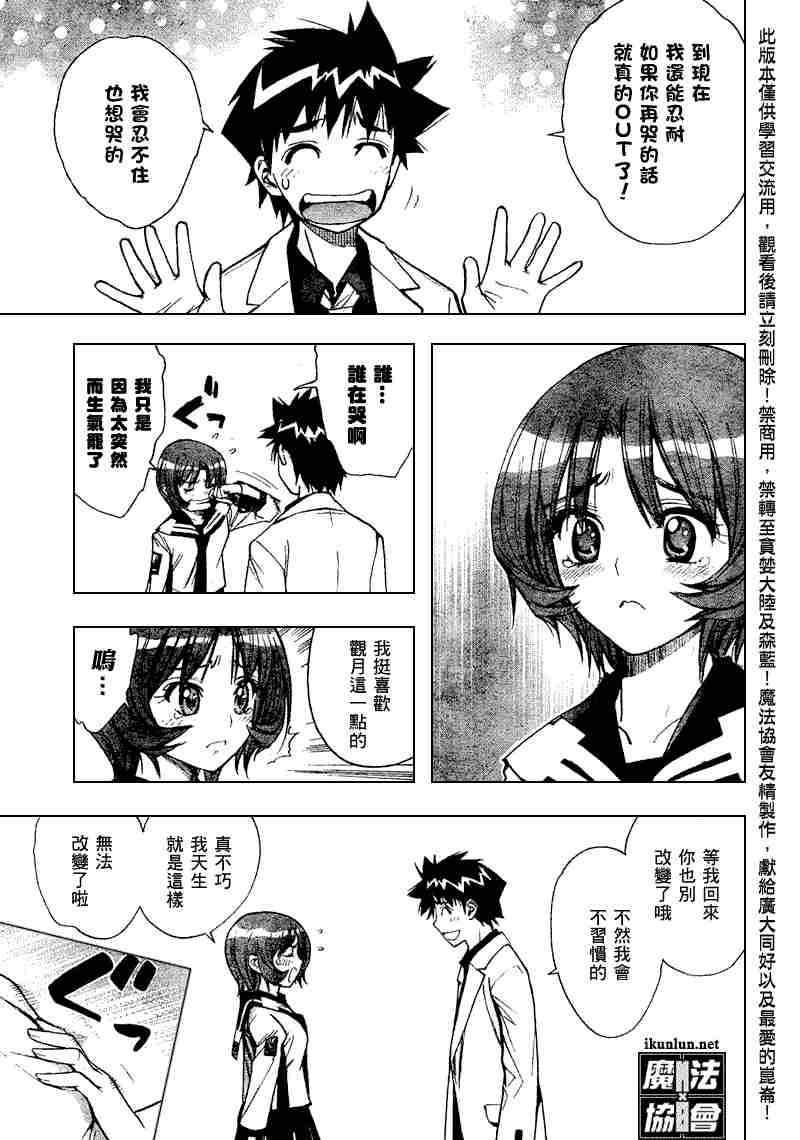 到現在
我還能忍耐
如果你再哭的話
就真的OUT了!
我會忍不住
也想哭的
誰…
誰在哭啊
我只是
因為太突然
而生氣罷了
ぐっ
我挺喜歡
觀月這一點的
嗚…
等我回來
你也別
改變了哦
不然我會
不習慣的
真不巧
我天生
就是這樣
無法
改變了啦
ぐっ
ikunlun.net
魔法
×
協會
此版本僅供學習交流用，觀看後請立刻刪除！禁商用，禁轉至貪婪大陸及森藍！魔法協會友情製作，獻給廣大同好以及最愛的崑崙！